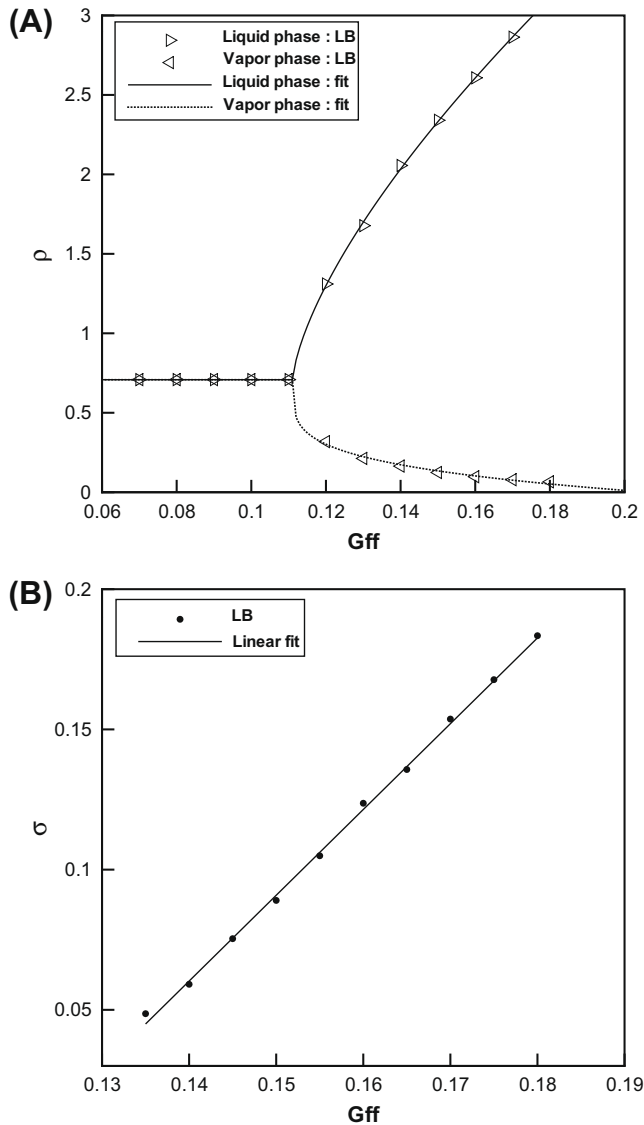 (A)
3
2.5
2
1.5
1
0.5
0
ρ
Liquid phase : LB
Vapor phase : LB
Liquid phase : fit
Vapor phase : fit
0.06 0.08 0.1 0.12 0.14 0.16 0.18 0.2
Gff
(B)
0.2
0.15
0.1
0.05
σ
LB
Linear fit
0.13 0.14 0.15 0.16 0.17 0.18 0.19
Gff